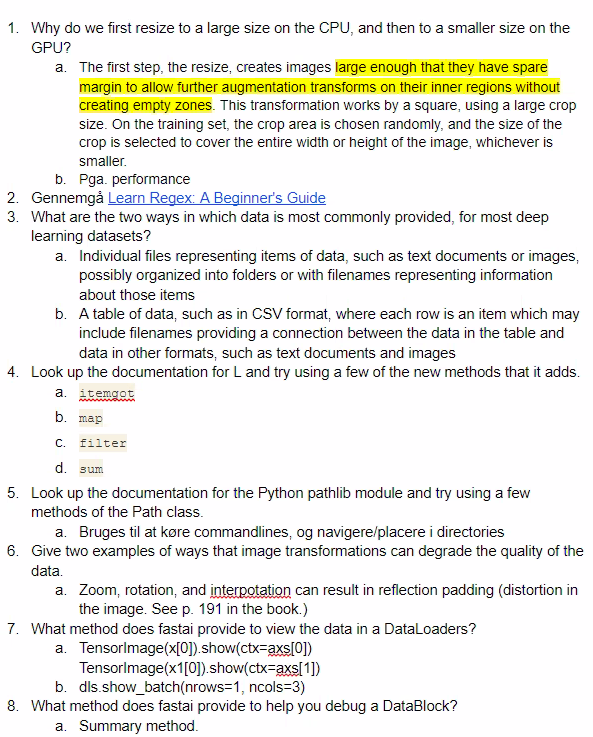 1. Why do we first resize to a large size on the CPU, and then to a smaller size on the
GPU?
a. The first step, the resize, creates images large enough that they have spare
margin to allow further augmentation transforms on their inner regions without
creating empty zones. This transformation works by a square, using a large crop
size. On the training set, the crop area is chosen randomly, and the size of the
crop is selected to cover the entire width or height of the image, whichever is
smaller.
b. Pga. performance
2. Gennemgå Learn Regex: A Beginner's Guide
3. What are the two ways in which data is most commonly provided, for most deep
learning datasets?
a. Individual files representing items of data, such as text documents or images,
possibly organized into folders or with filenames representing information
about those items
b. A table of data, such as in CSV format, where each row is an item which may
include filenames providing a connection between the data in the table and
data in other formats, such as text documents and images
4. Look up the documentation for L and try using a few of the new methods that it adds.
a. itemgot
b. map
c. filter
d. sum
5. Look up the documentation for the Python pathlib module and try using a few
methods of the Path class.
a. Bruges til at køre commandlines, og navigere/placere i directories
6. Give two examples of ways that image transformations can degrade the quality of the
data.
a. Zoom, rotation, and interpotation can result in reflection padding (distortion in
the image. See p. 191 in the book.)
7. What method does fastai provide to view the data in a DataLoaders?
a. TensorImage(x[0]).show(ctx=axs[0])
TensorImage(x1[0]).show(ctx=axs[1])
b. dls.show_batch(nrows=1, ncols=3)
8. What method does fastai provide to help you debug a DataBlock?
a. Summary method.